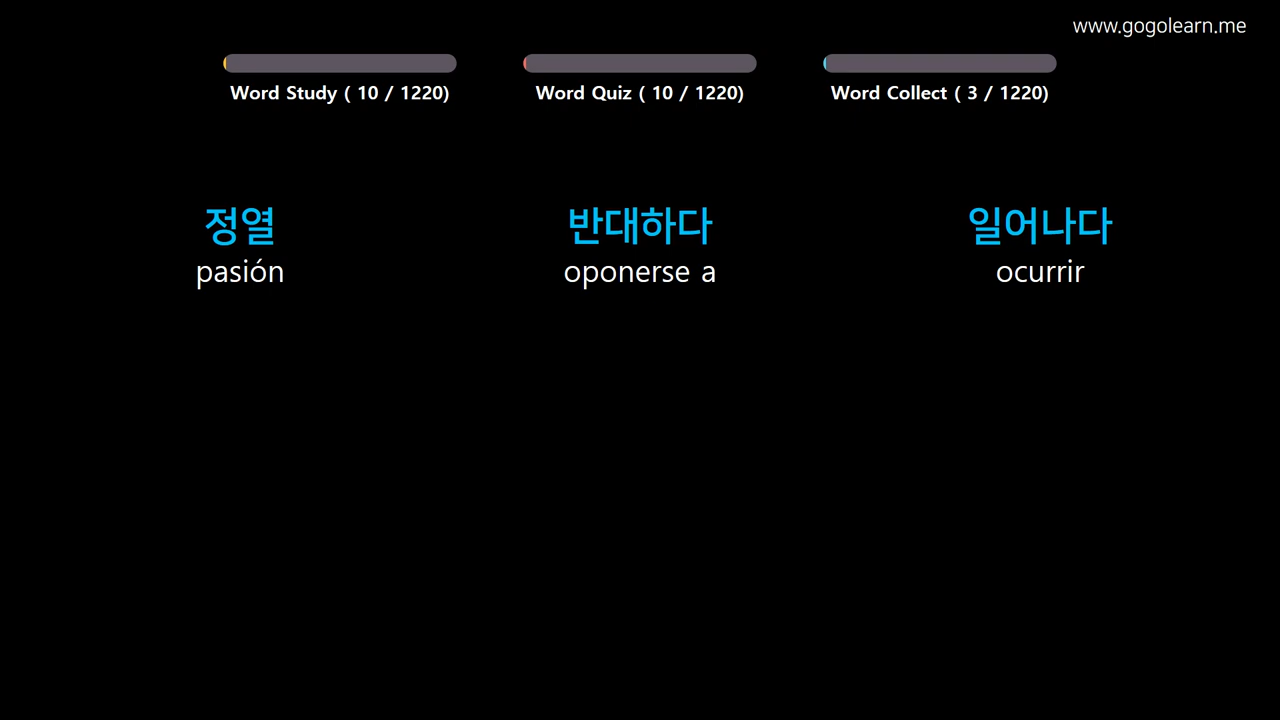 www.gogolearn.me
Word Study ( 10 / 1220)
Word Quiz ( 10 / 1220)
Word Collect ( 3 / 1220)
정열
pasión
반대하다
oponerse a
일어나다
ocurrir